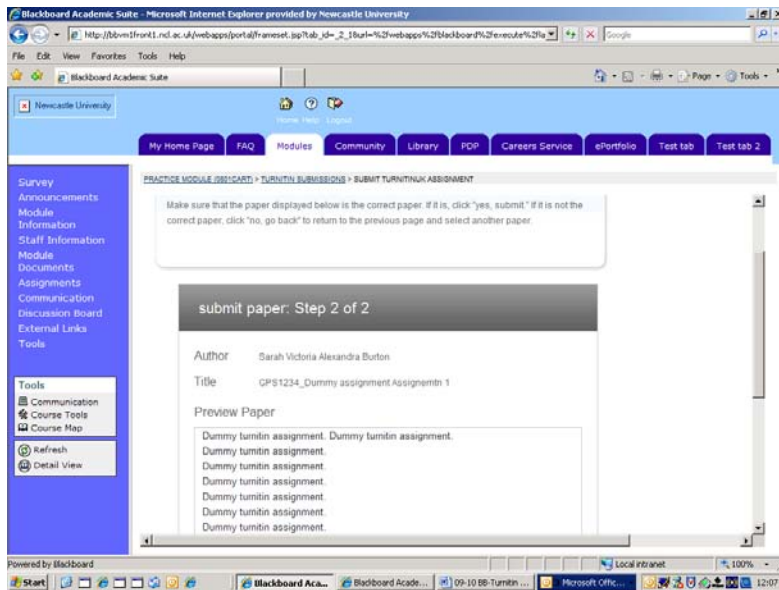 Blackboard Academic Suite - Microsoft Internet Explorer provided by Newcastle University
Google
File Edit View Favorites Tools Help
Blackboard Academic Suite
Page Tools
Newcastle University
Home Help Logout
My Home Page FAQ Modules Community Library PDP Careers Service ePortfolio Test tab Test tab 2
Survey
Announcements
Module
Information
Staff Information
Module
Documents
Assignments
Communication
Discussion Board
External Links
Tools
Tools
Communication
Course Tools
Course Map
Refresh
Detail View
> TURNITIN SUBMISSIONS > SUBMIT TURNITINUK ASSIGNMENT
Make sure that the paper displayed below is the correct paper. If it is, click "yes, submit." If it is not the
correct paper, click "no, go back" to return to the previous page and select another paper.
submit paper: Step 2 of 2
Author Sarah Victoria Alexandra Burton
Title GPS1234_Dummy assignment Assignemtn 1
Preview Paper
Dummy turnitin assignment. Dummy turnitin assignment.
Dummy turnitin assignment.
Dummy turnitin assignment.
Dummy turnitin assignment.
Dummy turnitin assignment.
Dummy turnitin assignment.
Dummy turnitin assignment.
Powered by Blackboard
Local intranet 100%
Start Blackboard Aca... Blackboard Acade... 09-10 BB-Turnitin ... Microsoft Offic... 12:07